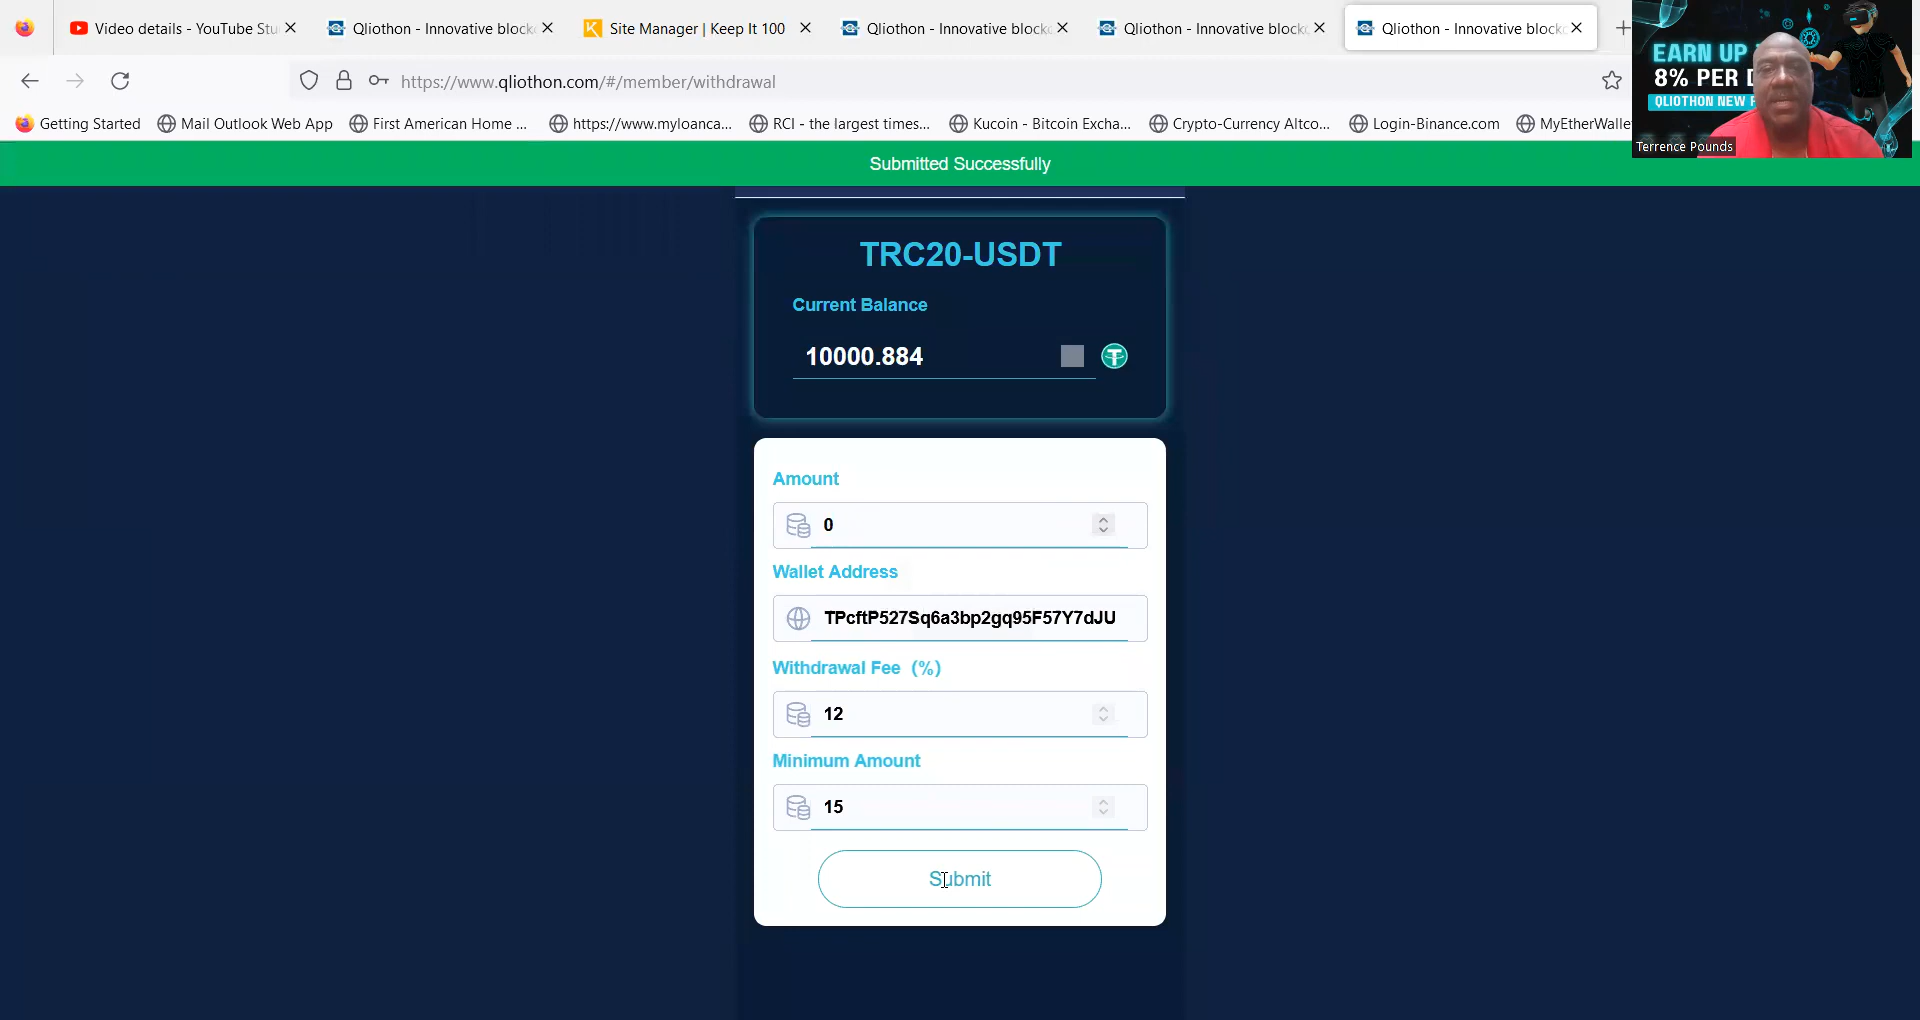 Video details - YouTube Stu
Qliothon - Innovative block
Site Manager | Keep It 100
Qliothon - Innovative block
Qliothon - Innovative block
Qliothon - Innovative block
https://www.qliothon.com/#/member/withdrawal
Getting Started
Mail Outlook Web App
First American Home ...
https://www.myloanca...
RCI - the largest times...
Kucoin - Bitcoin Excha...
Crypto-Currency Altco...
Login-Binance.com
MyEtherWalle
EARN UP
8% PER D
QLIOTHON NEW
Terrence Pounds
Submitted Successfully
TRC20-USDT
Current Balance
10000.884
Amount
0
Wallet Address
TPcftP527Sq6a3bp2gq95F57Y7dJU
Withdrawal Fee (%)
12
Minimum Amount
15
Submit